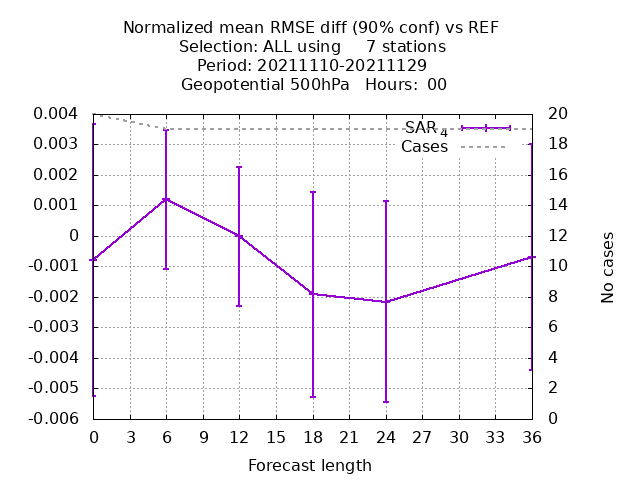 Normalized mean RMSE diff (90% conf) vs REF
Selection: ALL using 7 stations
Period: 20211110-20211129
Geopotential 500hPa Hours: 00
SAR 4
Cases
0.004
0.003
0.002
0.001
0
-0.001
-0.002
-0.003
-0.004
-0.005
-0.006
20
18
16
14
12
10
8
6
4
2
0
No cases
0 3 6 9 12 15 18 21 24 27 30 33 36
Forecast length